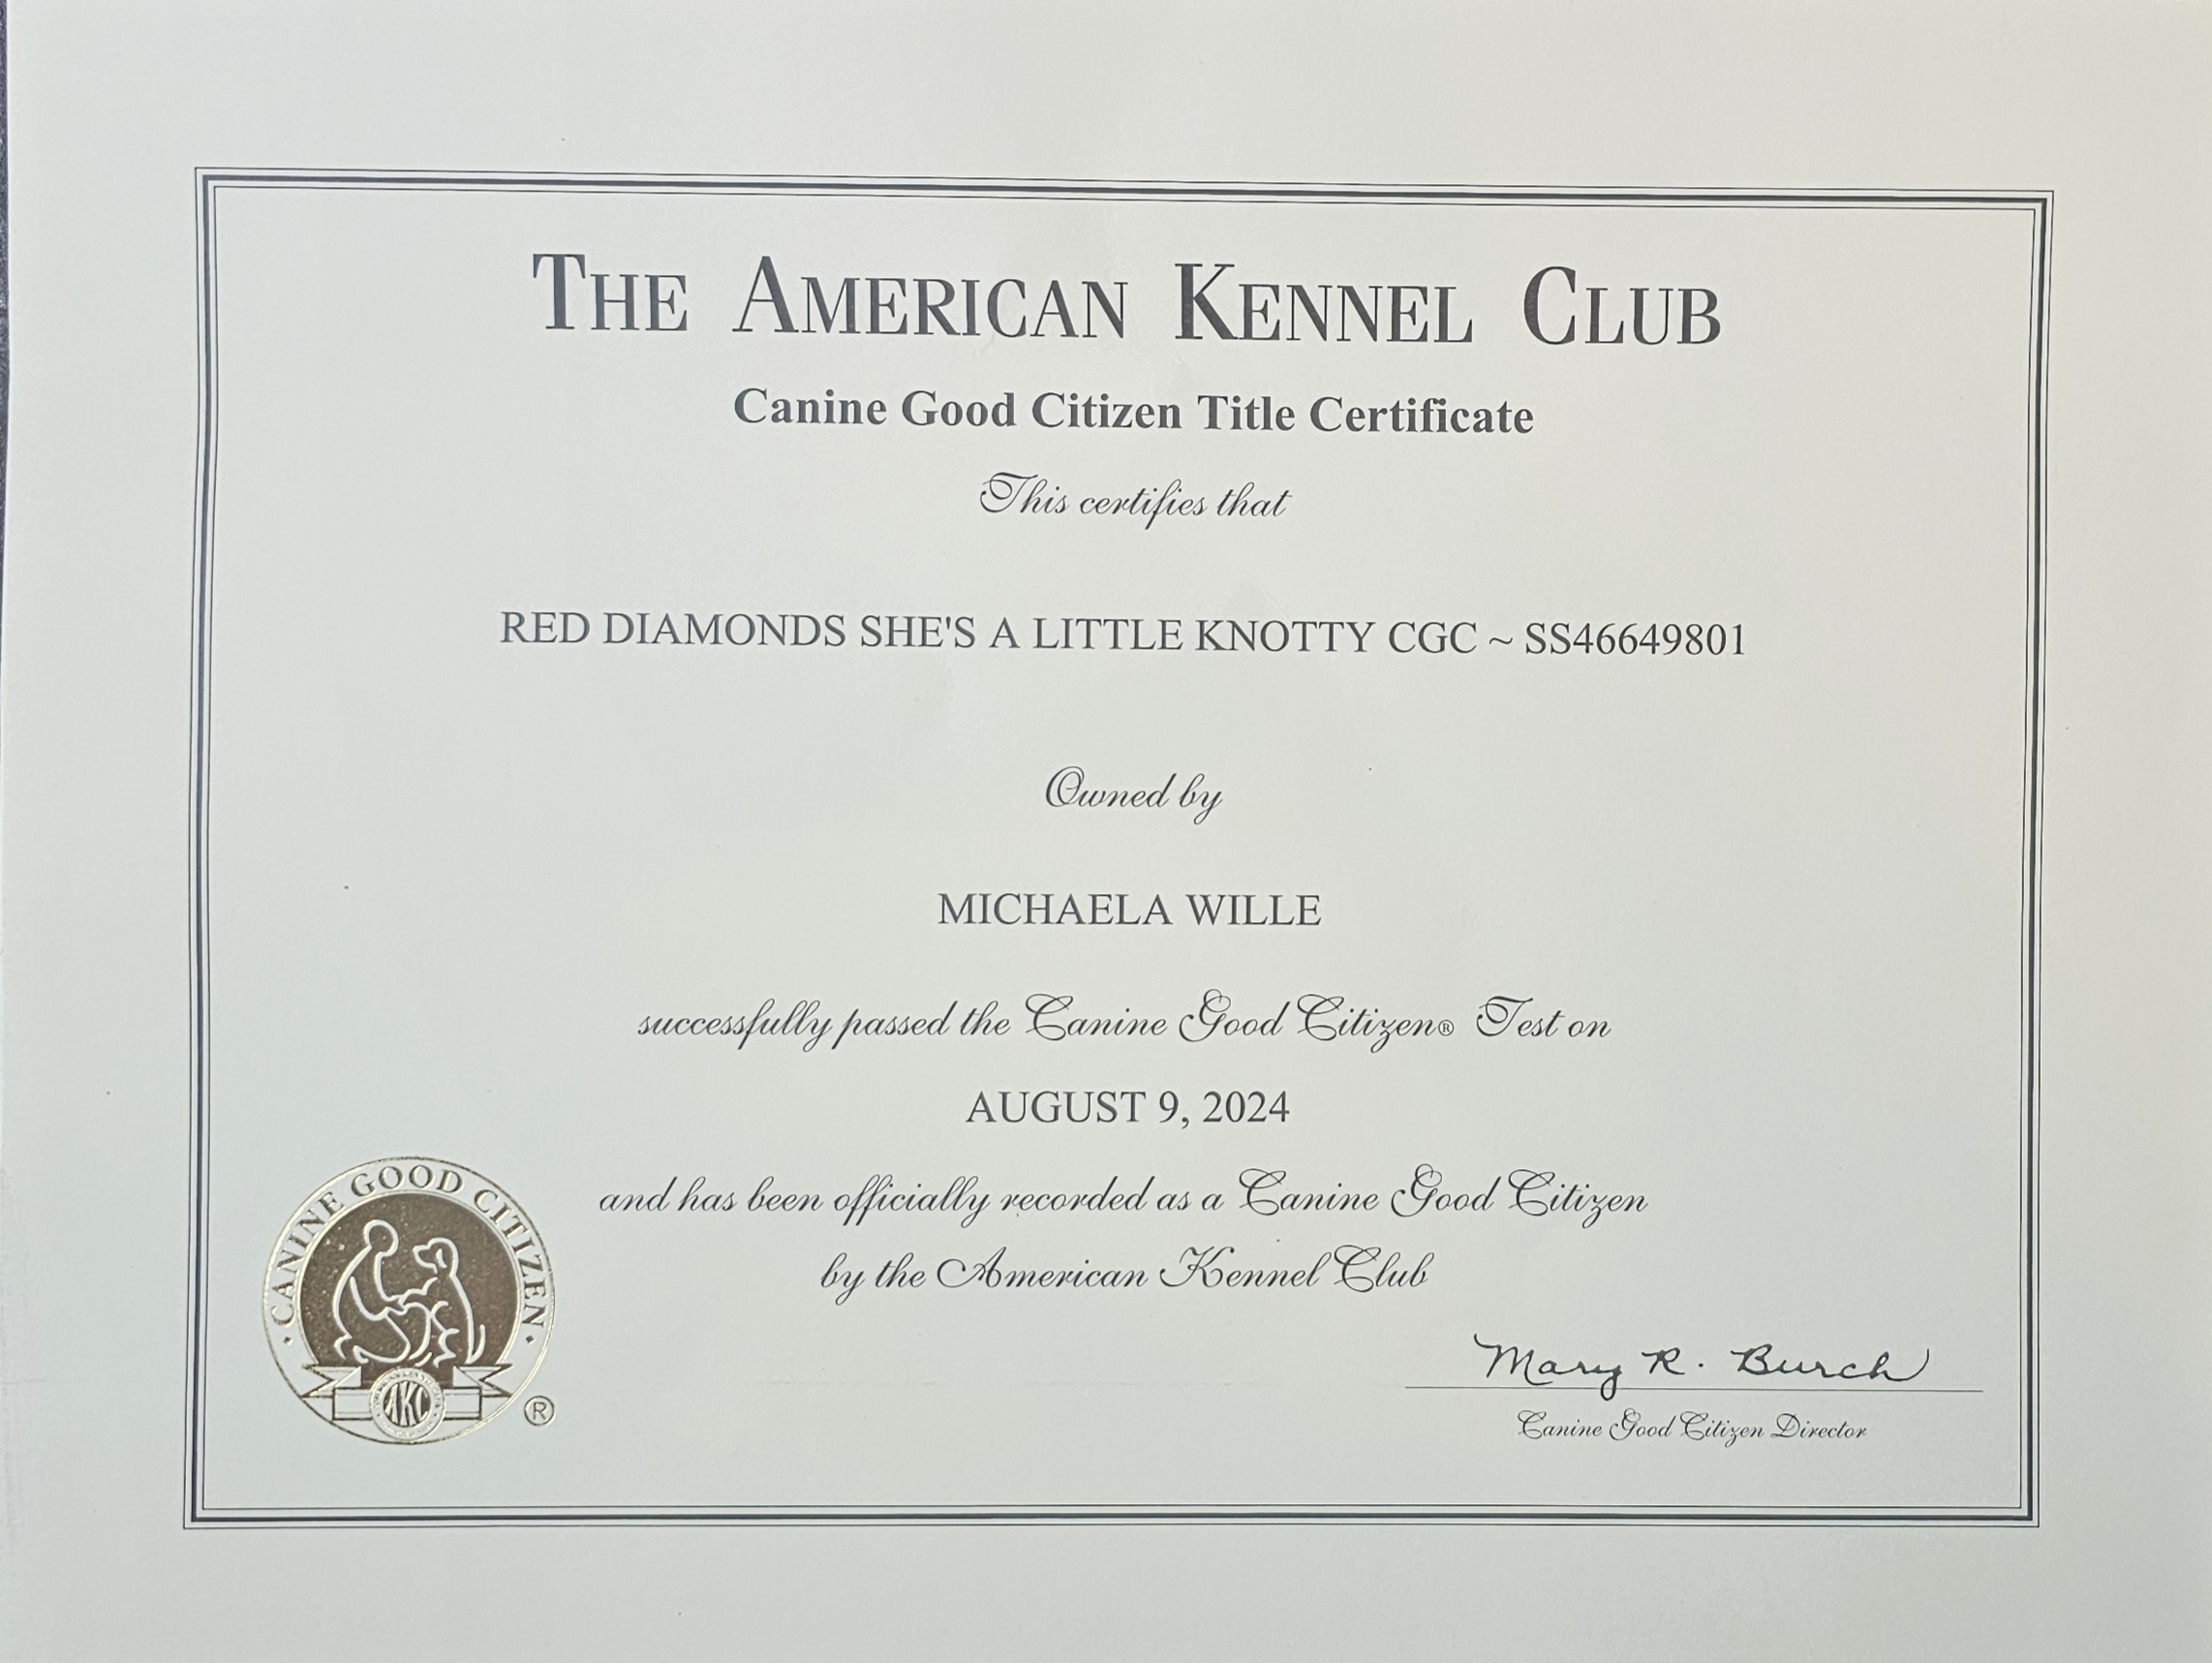 THE AMERICAN KENNEL CLUB
Canine Good Citizen Title Certificate
This certifies that
RED DIAMONDS SHE'S A LITTLE KNOTTY CGC ~ SS46649801
Owned by
MICHAELA WILLE
successfully passed the Canine Good Citizen® Test on
AUGUST 9, 2024
and has been officially recorded as a Canine Good Citizen
by the American Kennel Club
· CANINE GOOD CITIZEN ·
AKC
®
Mary R. Burch
Canine Good Citizen Director